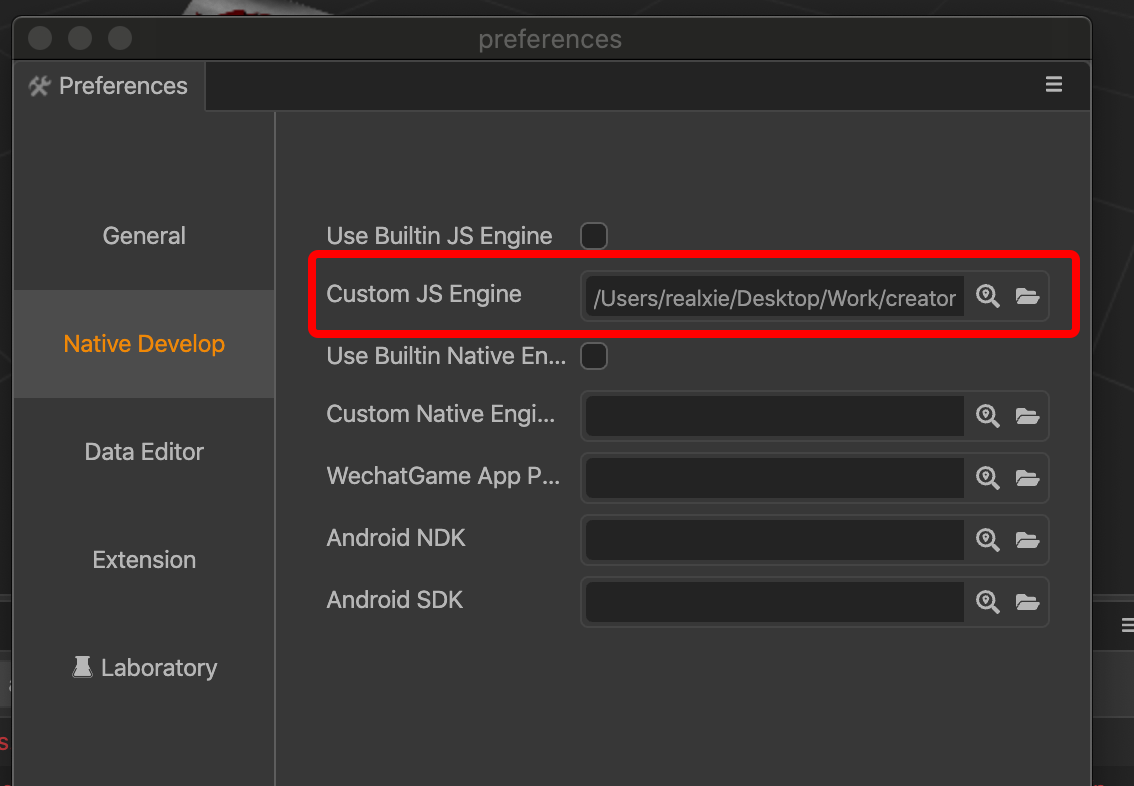 preferences
Preferences
General
Native Develop
Data Editor
Extension
Laboratory
Use Builtin JS Engine
Custom JS Engine
/Users/realxie/Desktop/Work/creator
Use Builtin Native En...
Custom Native Engi...
WechatGame App P...
Android NDK
Android SDK